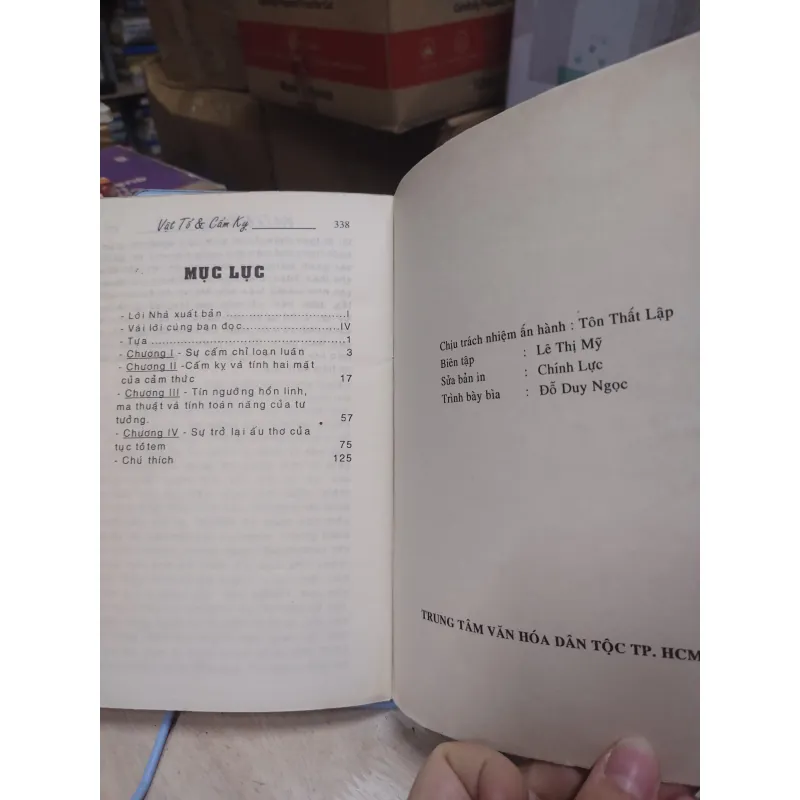 Vật Tổ & Cấm Kỵ 338
MỤC LỤC
- Lời Nhà xuất bản ................................I
- Vài lời cùng bạn đọc.........................IV
- Tựa .................................................1
- Chương I - Sự cấm chỉ loạn luân 3
- Chương II -Cấm kỵ và tính hai mặt
của cảm thức 17
- Chương III - Tín ngưỡng hồn linh,
ma thuật và tính toàn năng của tư
tưởng. 57
- Chương IV - Sự trở lại ấu thơ của
tục tôtem 75
- Chú thích 125
Chịu trách nhiệm ấn hành : Tôn Thất Lập
Biên tập : Lê Thị Mỹ
Sửa bản in : Chính Lực
Trình bày bìa : Đỗ Duy Ngọc
TRUNG TÂM VĂN HÓA DÂN TỘC TP. HCM